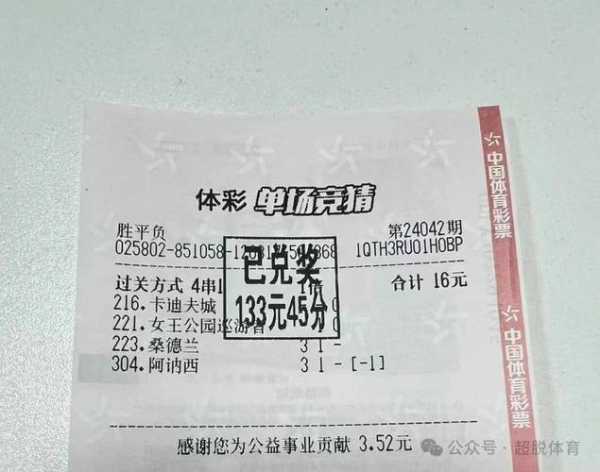 体彩 单场竞猜
胜平负 第24042期
1QTH3RU01H0BP
过关方式 4串1 1倍 合计 16元
已兑奖
133元45分
216.卡迪夫城 0
221.女王公园巡游者 0
223.桑德兰 3 1 -
304.阿讷西 3 1 -[-1]
感谢您为公益事业贡献 3.52元
中国体育彩票
中国体育彩票
公众号·超脱体育